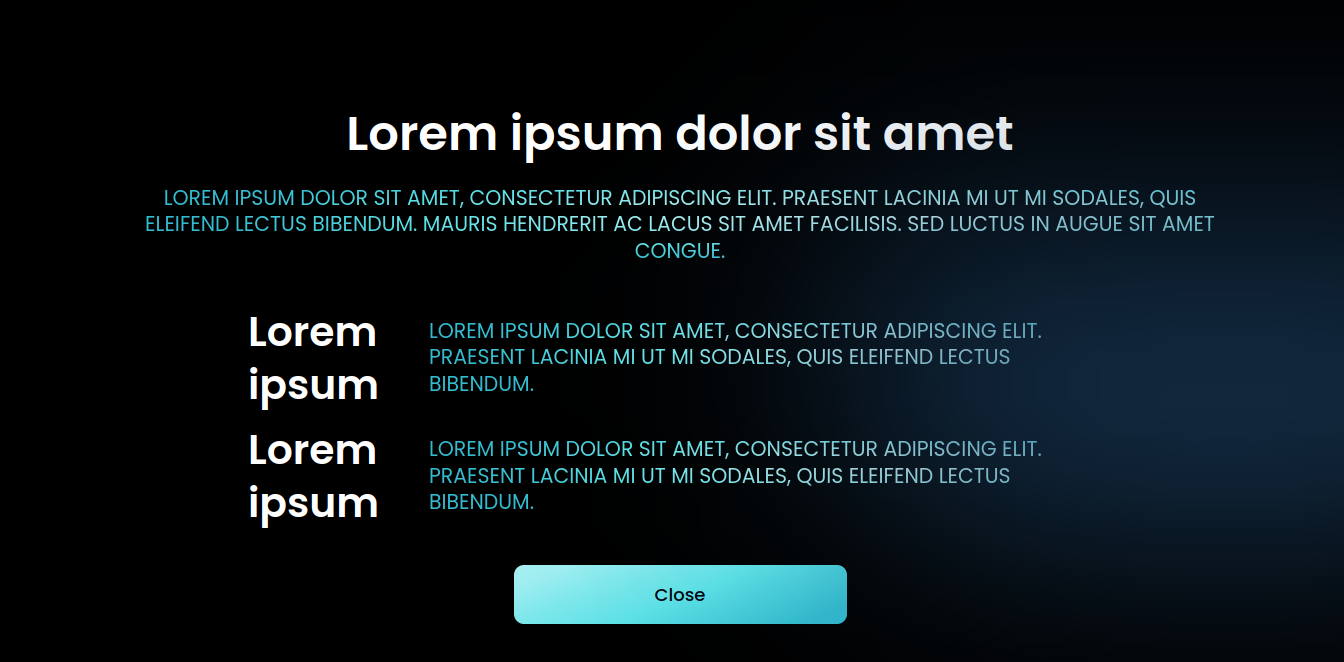 Lorem ipsum dolor sit amet
LOREM IPSUM DOLOR SIT AMET, CONSECTETUR ADIPISCING ELIT. PRAESENT LACINIA MI UT MI SODALES, QUIS
ELEIFEND LECTUS BIBENDUM. MAURIS HENDRERIT AC LACUS SIT AMET FACILISIS. SED LUCTUS IN AUGUE SIT AMET
CONGUE.
Lorem
ipsum
LOREM IPSUM DOLOR SIT AMET, CONSECTETUR ADIPISCING ELIT.
PRAESENT LACINIA MI UT MI SODALES, QUIS ELEIFEND LECTUS
BIBENDUM.
Lorem
ipsum
LOREM IPSUM DOLOR SIT AMET, CONSECTETUR ADIPISCING ELIT.
PRAESENT LACINIA MI UT MI SODALES, QUIS ELEIFEND LECTUS
BIBENDUM.
Close